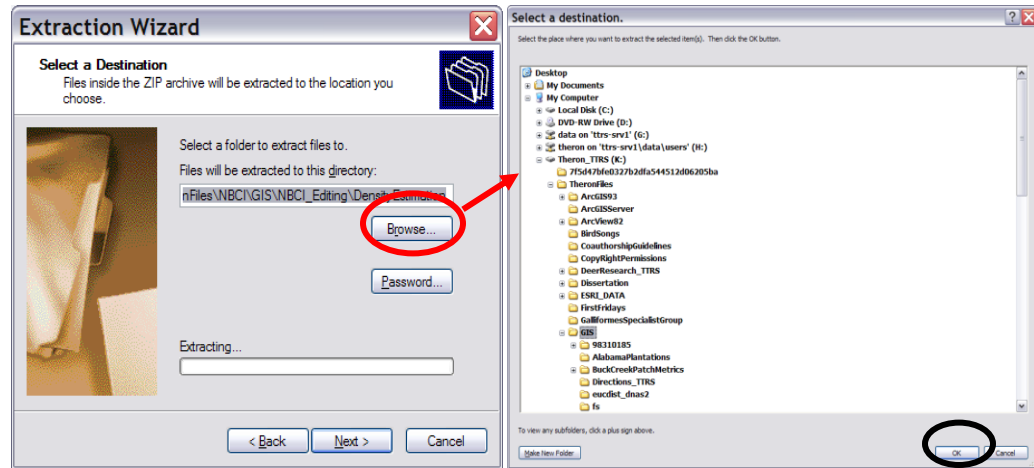 Extraction Wizard
Select a Destination
Files inside the ZIP archive will be extracted to the location you
choose.
Select a folder to extract files to.
Files will be extracted to this directory:
nFiles\NBCI\GIS\NBCI_Editing\DensityEstimation
Browse...
Password...
Extracting...
< Back
Next >
Cancel
Select a destination.
Select the place where you want to extract the selected item(s). Then click the OK button.
Desktop
My Documents
My Computer
Local Disk (C:)
DVD-RW Drive (D:)
data on 'ttrs-srv1' (G:)
theron on 'ttrs-srv1\data\users' (H:)
Theron_TTRS (K:)
7f5d47bfe0327b2dfa544512d06205ba
TheronFiles
ArcGIS93
ArcGISServer
ArcView82
BirdSongs
CoauthorshipGuidelines
CopyRightPermissions
DeerResearch_TTRS
Dissertation
ESRI_DATA
FirstFridays
GalliformesSpecialistGroup
GIS
98310185
AlabamaPlantations
BuckCreekPatchMetrics
Directions_TTRS
eucdist_dnas2
fs
To view any subfolders, click a plus sign above.
Make New Folder
OK
Cancel